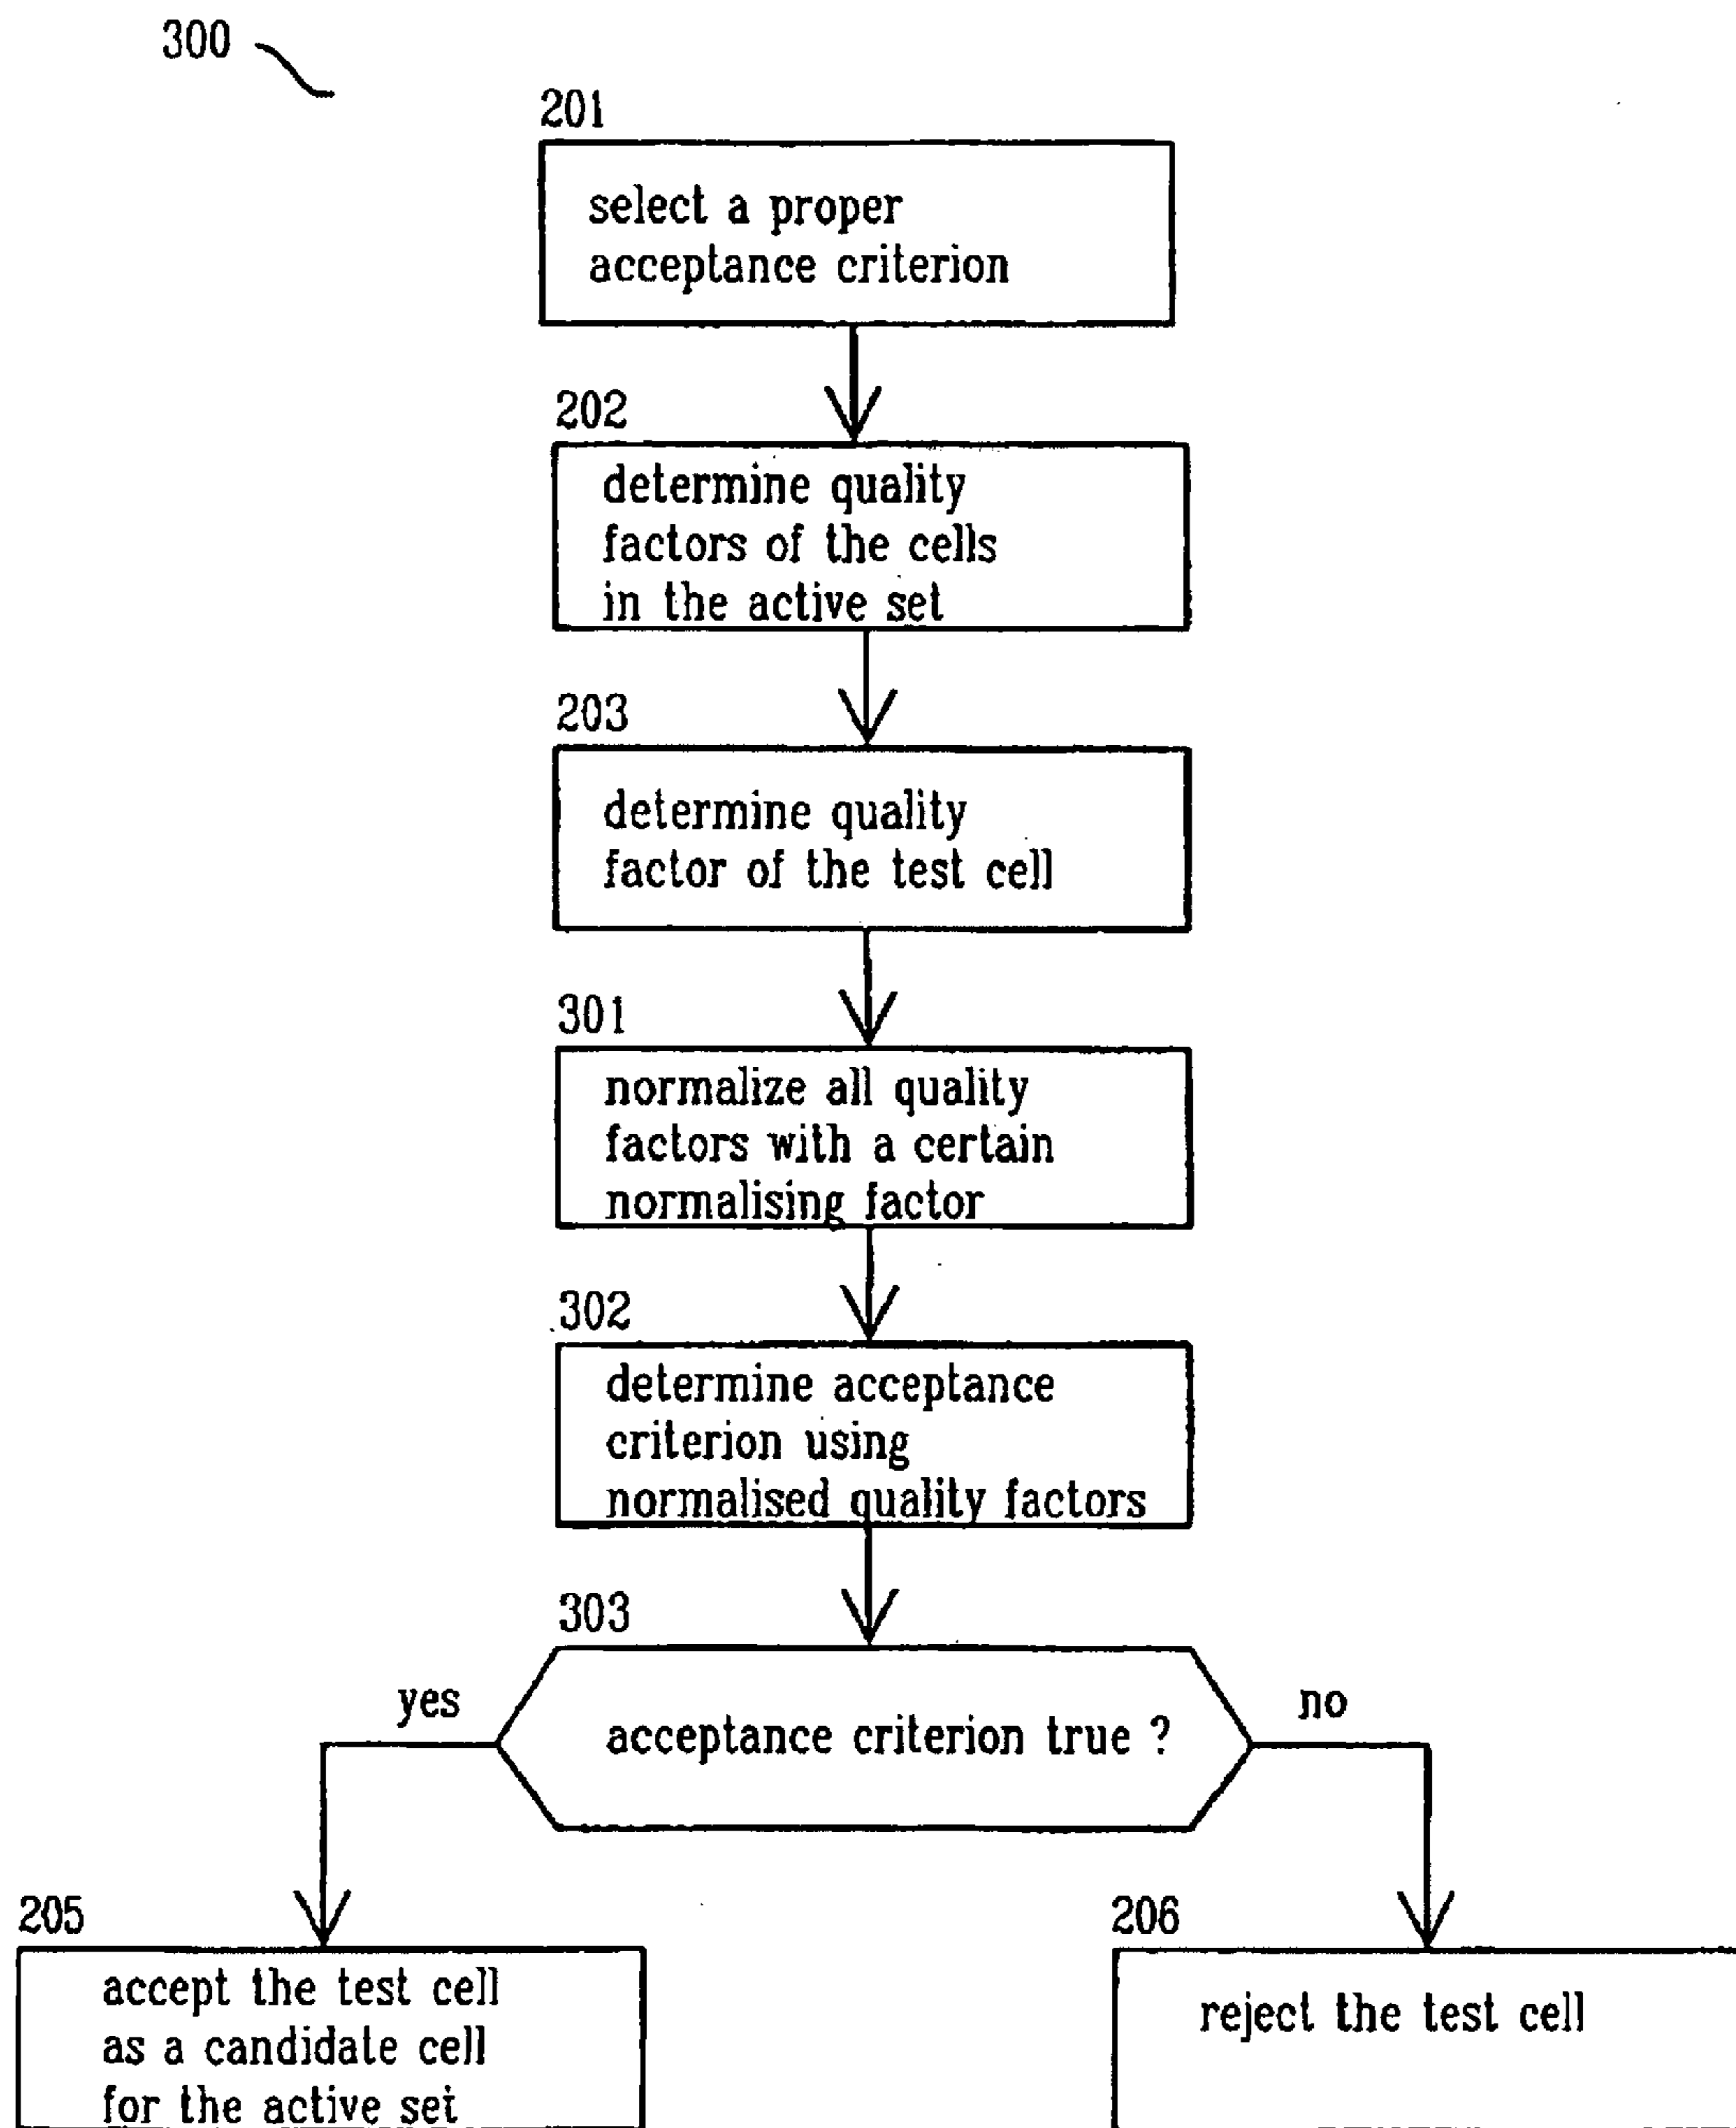 300
201
select a proper
acceptance criterion
202
determine quality
factors of the cells
in the active set
203
determine quality
factor of the test cell
301
normalize all quality
factors with a certain
normalising factor
302
determine acceptance
criterion using
normalised quality factors
303
yes
acceptance criterion true ?
no
205
accept the test cell
as a candidate cell
for the active set
206
reject the test cell